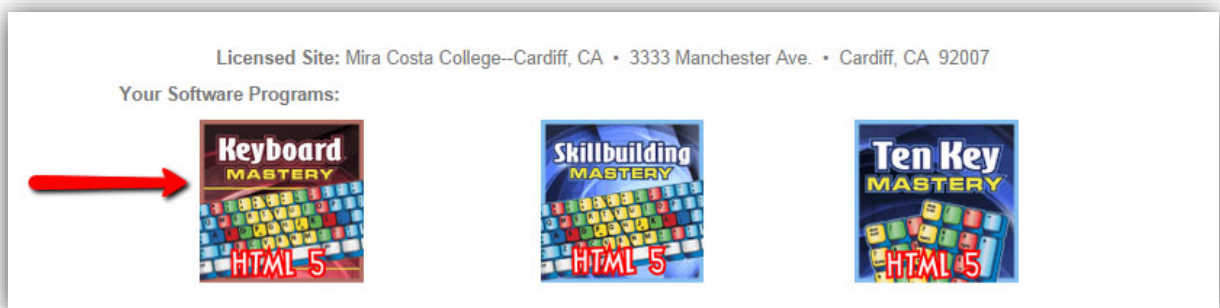 Licensed Site: Mira Costa College--Cardiff, CA • 3333 Manchester Ave. • Cardiff, CA 92007
Your Software Programs:
Keyboard
MASTERY
HTML 5
Skillbuilding
MASTERY
HTML 5
Ten Key
MASTERY
HTML 5